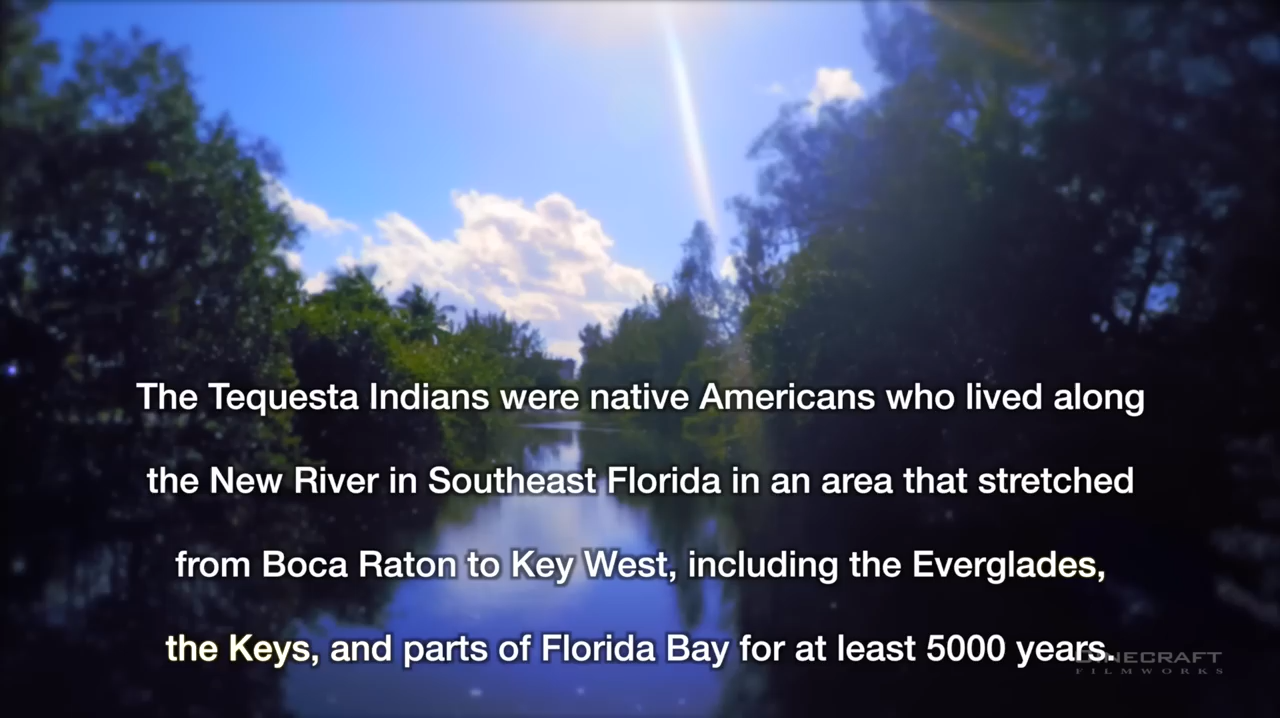 The Tequesta Indians were native Americans who lived along
the New River in Southeast Florida in an area that stretched
from Boca Raton to Key West, including the Everglades,
the Keys, and parts of Florida Bay for at least 5000 years.
CINECRAFT
FILMWORKS